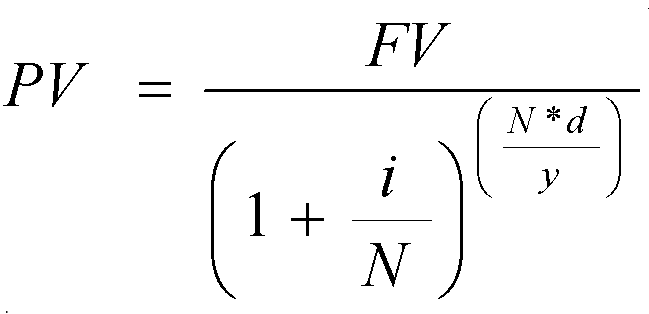 PV = FV / (1 + i/N)^(N*d/y)